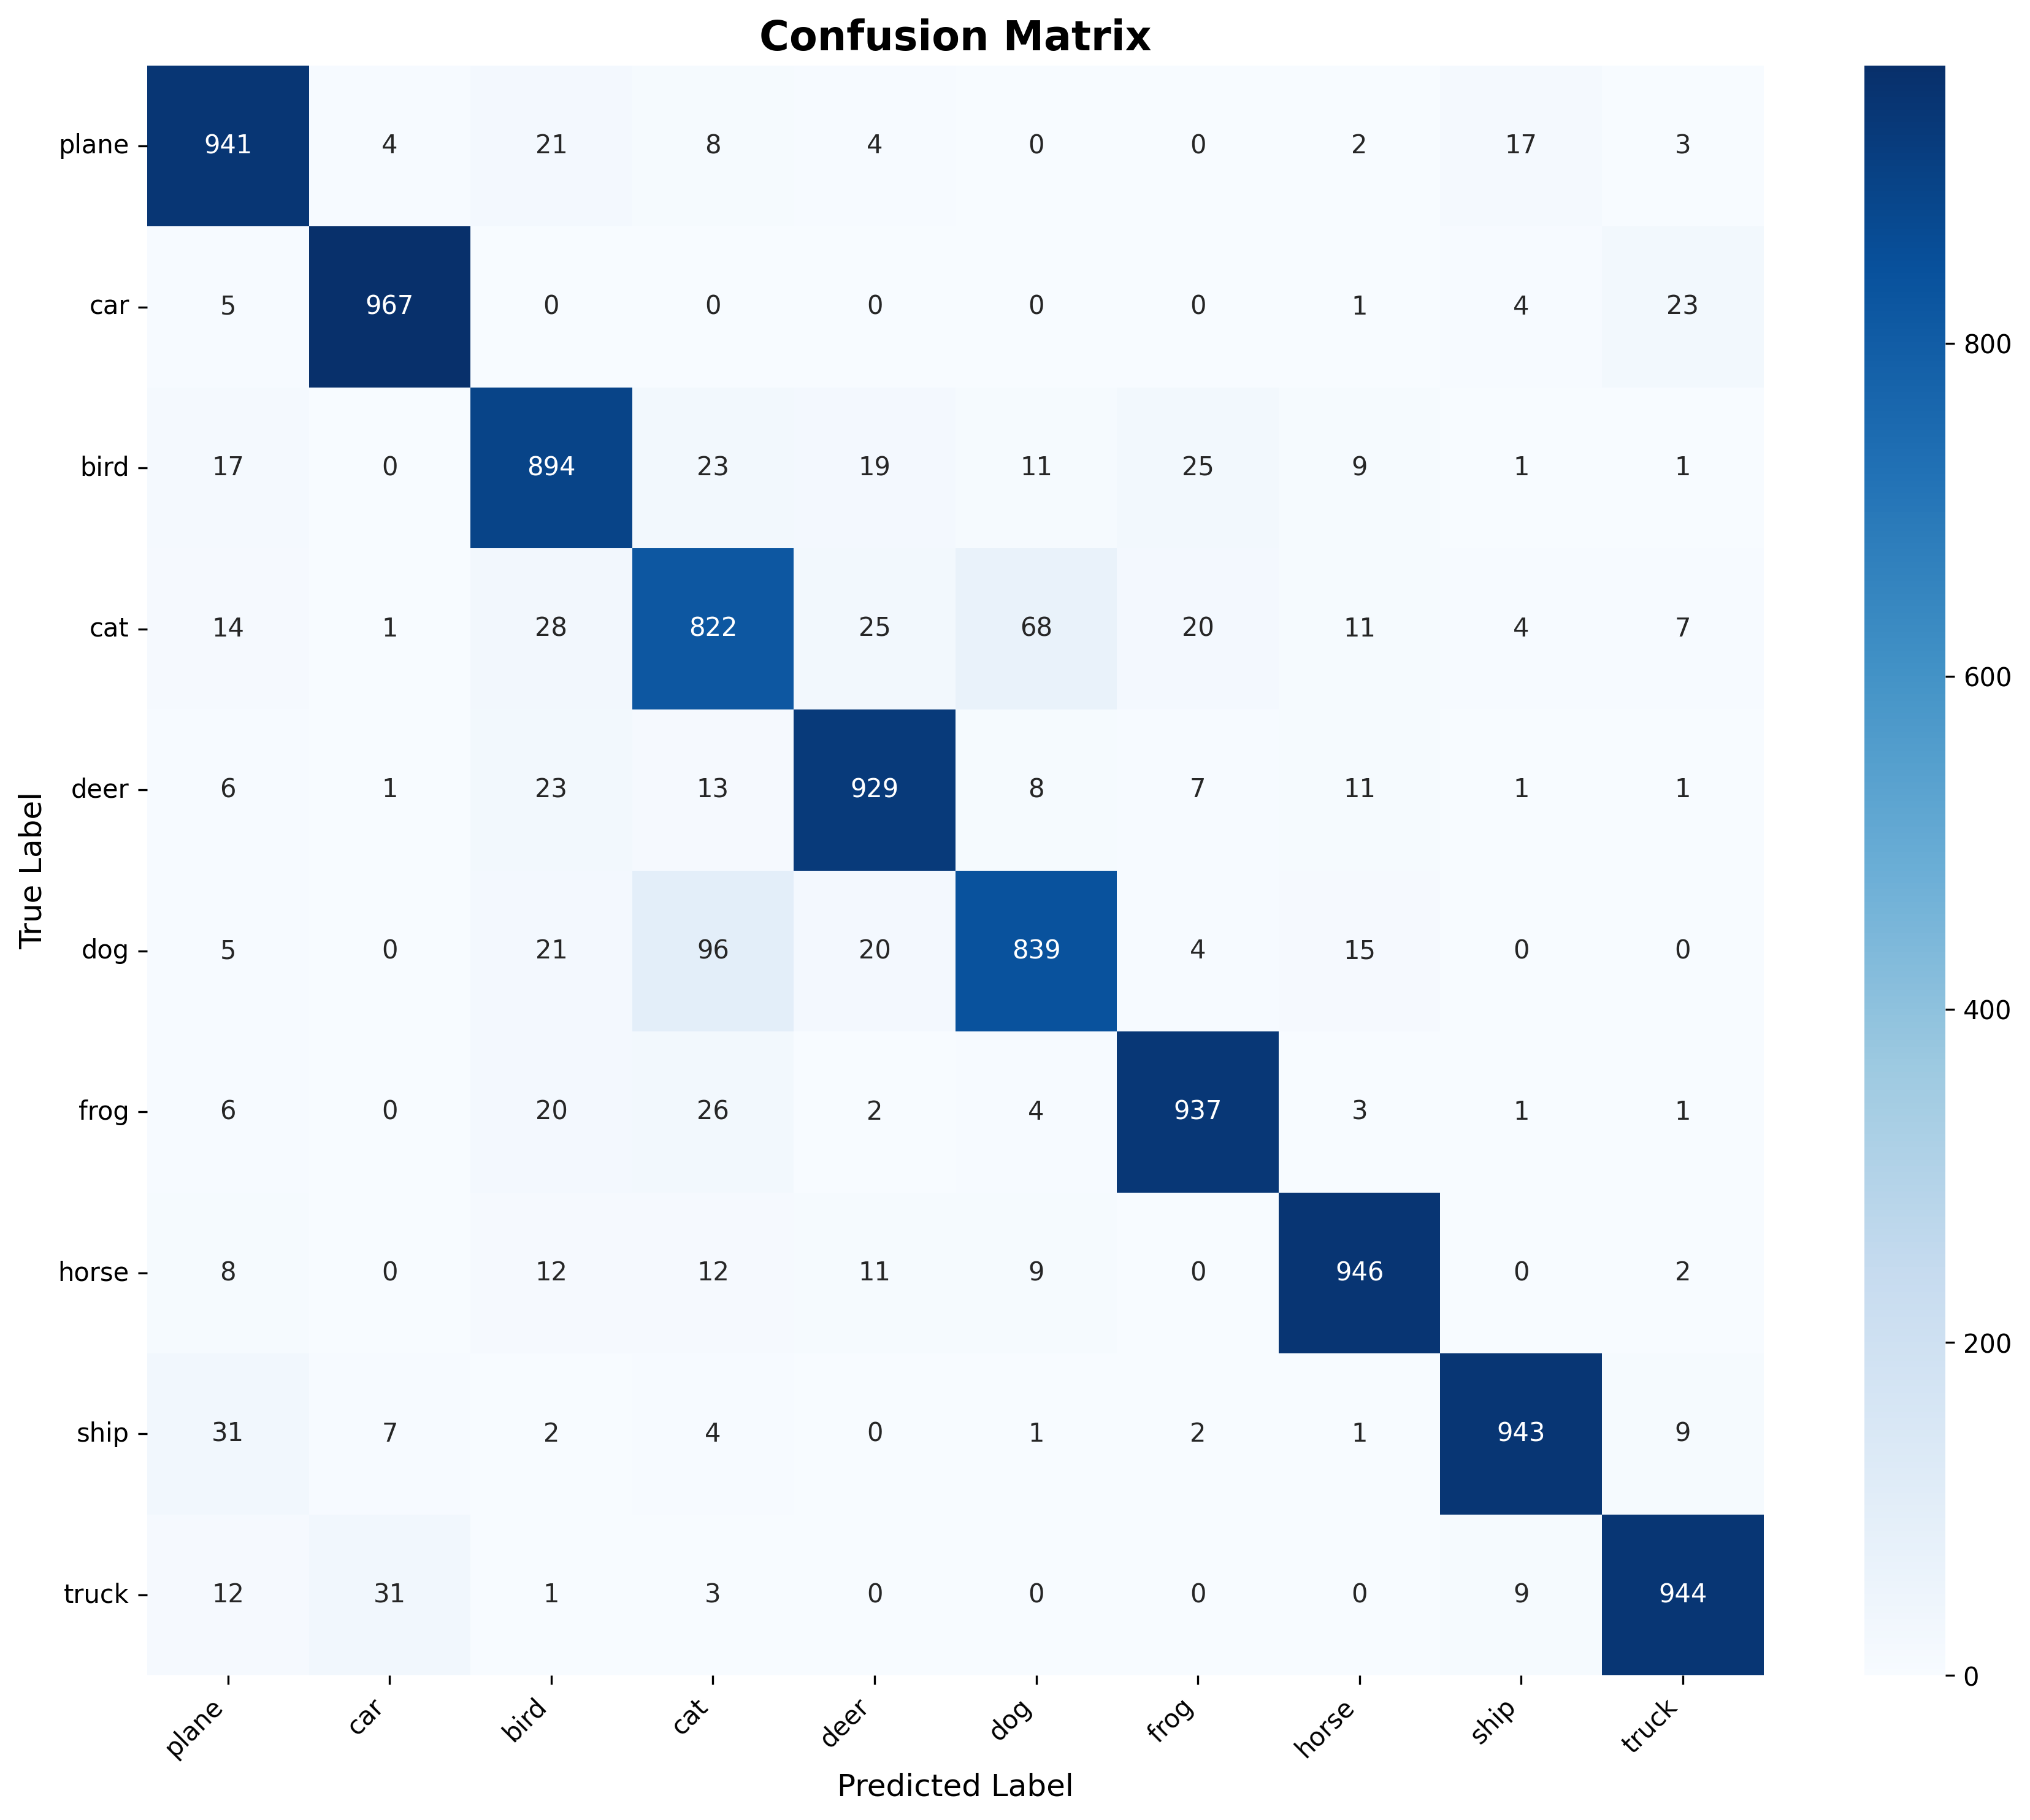 Confusion Matrix
plane 941 4 21 8 4 0 0 2 17 3
car 5 967 0 0 0 0 0 1 4 23
800
bird 17 0 894 23 19 11 25 9 1 1
cat 14 1 28 822 25 68 20 11 4 7
600
deer 6 1 23 13 929 8 7 11 1 1
True Label
dog 5 0 21 96 20 839 4 15 0 0
400
frog 6 0 20 26 2 4 937 3 1 1
horse 8 0 12 12 11 9 0 946 0 2
200
ship 31 7 2 4 0 1 2 1 943 9
truck 12 31 1 3 0 0 0 0 9 944
0
plane car bird cat deer dog frog horse ship truck
Predicted Label